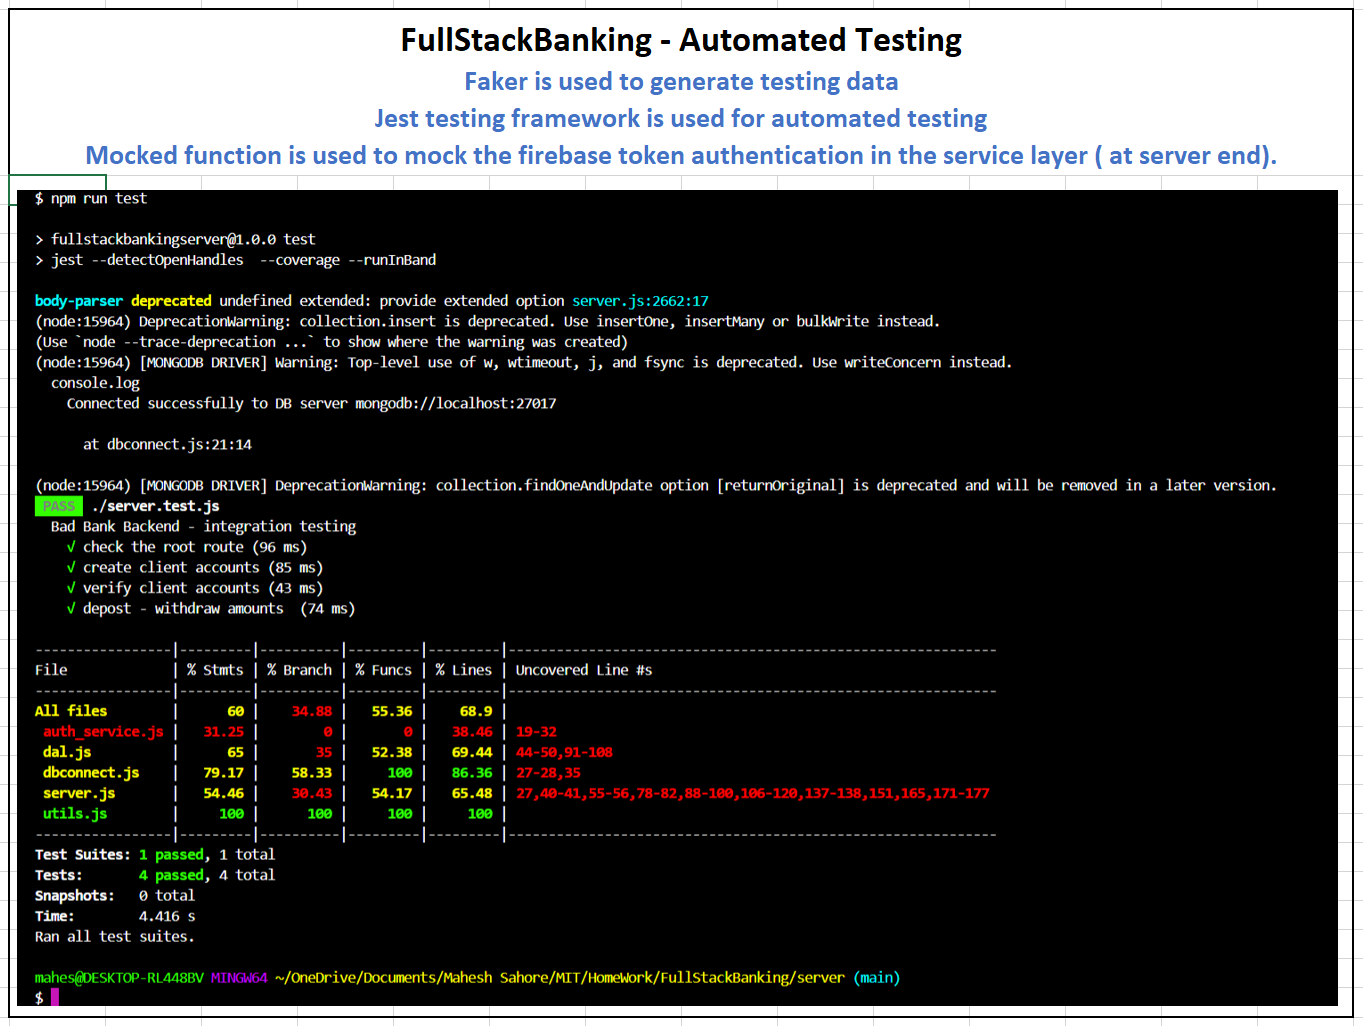 FullStackBanking - Automated Testing
Faker is used to generate testing data
Jest testing framework is used for automated testing
Mocked function is used to mock the firebase token authentication in the service layer ( at server end).
$ npm run test
> fullstackbankingserver@1.0.0 test
> jest --detectOpenHandles  --coverage --runInBand
body-parser deprecated undefined extended: provide extended option server.js:2662:17
(node:15964) DeprecationWarning: collection.insert is deprecated. Use insertOne, insertMany or bulkWrite instead.
(Use `node --trace-deprecation ...` to show where the warning was created)
(node:15964) [MONGODB DRIVER] Warning: Top-level use of w, wtimeout, j, and fsync is deprecated. Use writeConcern instead.
console.log
Connected successfully to DB server mongodb://localhost:27017
at dbconnect.js:21:14
(node:15964) [MONGODB DRIVER] DeprecationWarning: collection.findOneAndUpdate option [returnOriginal] is deprecated and will be removed in a later version.
PASS ./server.test.js
Bad Bank Backend - integration testing
√ check the root route (96 ms)
√ create client accounts (85 ms)
√ verify client accounts (43 ms)
√ depost - withdraw amounts  (74 ms)
-----------------|---------|----------|---------|---------|-------------------------------------------------------------
File             | % Stmts | % Branch | % Funcs | % Lines | Uncovered Line #s
-----------------|---------|----------|---------|---------|-------------------------------------------------------------
All files        |      60 |    34.88 |   55.36 |    68.9 |
auth_service.js |   31.25 |        0 |       0 |   38.46 | 19-32
dal.js          |      65 |       35 |   52.38 |   69.44 | 44-50,91-108
dbconnect.js    |   79.17 |    58.33 |     100 |   86.36 | 27-28,35
server.js       |   54.46 |    30.43 |   54.17 |   65.48 | 27,40-41,55-56,78-82,88-100,106-120,137-138,151,165,171-177
utils.js        |     100 |      100 |     100 |     100 |
-----------------|---------|----------|---------|---------|-------------------------------------------------------------
Test Suites: 1 passed, 1 total
Tests:       4 passed, 4 total
Snapshots:   0 total
Time:        4.416 s
Ran all test suites.
mahes@DESKTOP-RL448BV MINGW64 ~/OneDrive/Documents/Mahesh Sahore/MIT/HomeWork/FullStackBanking/server (main)
$